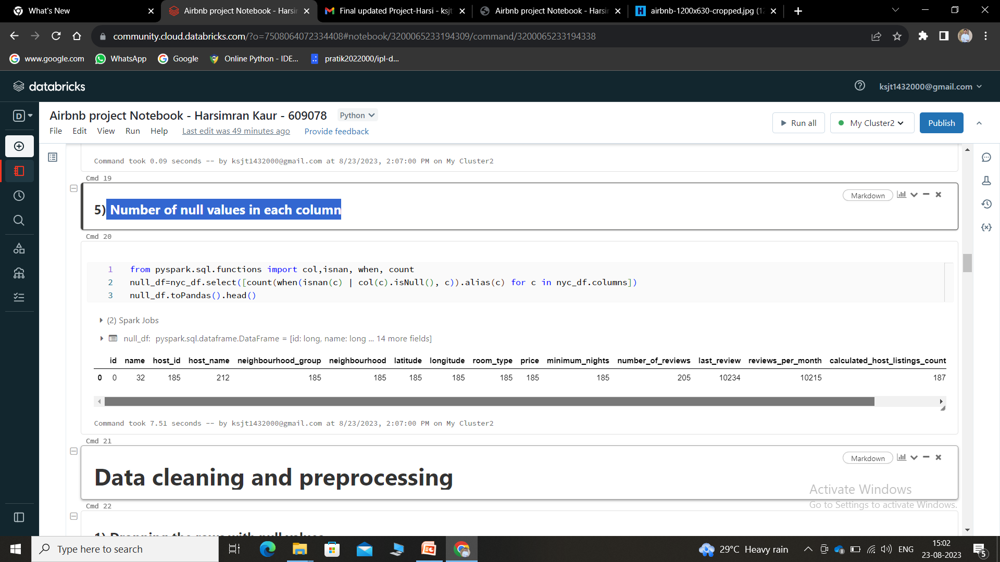 What's New
Airbnb project Notebook - Harsin
Final updated Project-Harsi - ksjt
Airbnb project Notebook - Harsin
airbnb-1200x630-cropped.jpg (12
community.cloud.databricks.com/?o=7508064072334408#notebook/3200065233194309/command/3200065233194338
www.google.com
WhatsApp
Google
Online Python - IDE...
pratik2022000/ipl-d...
databricks
ksjt1432000@gmail.com
D
Airbnb project Notebook - Harsimran Kaur - 609078
Python
File Edit View Run Help Last edit was 49 minutes ago Provide feedback
Run all
My Cluster2
Publish
Command took 0.09 seconds -- by ksjt1432000@gmail.com at 8/23/2023, 2:07:00 PM on My Cluster2
Cmd 19
Markdown
5) Number of null values in each column
Cmd 20
1 from pyspark.sql.functions import col,isnan, when, count
2 null_df=nyc_df.select([count(when(isnan(c) | col(c).isNull(), c)).alias(c) for c in nyc_df.columns])
3 null_df.toPandas().head()
(2) Spark Jobs
null_df: pyspark.sql.dataframe.DataFrame = [id: long, name: long ... 14 more fields]
id name host_id host_name neighbourhood_group neighbourhood latitude longitude room_type price minimum_nights number_of_reviews last_review reviews_per_month calculated_host_listings_count
0 0 32 185 212 185 185 185 185 185 185 185 205 10234 10215 187
Command took 7.51 seconds -- by ksjt1432000@gmail.com at 8/23/2023, 2:07:00 PM on My Cluster2
Cmd 21
Markdown
Data cleaning and preprocessing
Activate Windows
Go to Settings to activate Windows.
Cmd 22
1) Dropping the rows with null values
Type here to search
29°C Heavy rain
ENG
15:02
23-08-2023
5